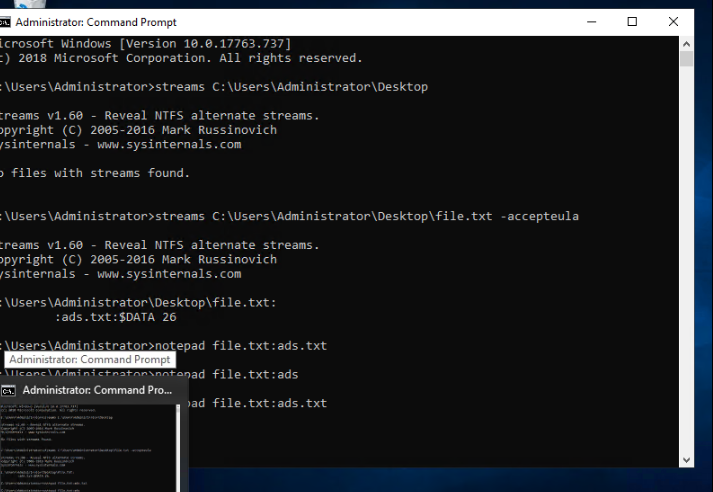 Administrator: Command Prompt
icrosoft Windows [Version 10.0.17763.737]
c) 2018 Microsoft Corporation. All rights reserved.
:\Users\Administrator>streams C:\Users\Administrator\Desktop
treams v1.60 - Reveal NTFS alternate streams.
opyright (C) 2005-2016 Mark Russinovich
ysinternals - www.sysinternals.com
o files with streams found.
:\Users\Administrator>streams C:\Users\Administrator\Desktop\file.txt -accepteula
treams v1.60 - Reveal NTFS alternate streams.
opyright (C) 2005-2016 Mark Russinovich
ysinternals - www.sysinternals.com
:\Users\Administrator\Desktop\file.txt:
:ads.txt:$DATA 26
:\Users\Administrator>notepad file.txt:ads.txt
Administrator: Command Prompt
:\Users\Administrator>notepad file.txt:ads
Administrator: Command Pro...
pad file.txt:ads.txt